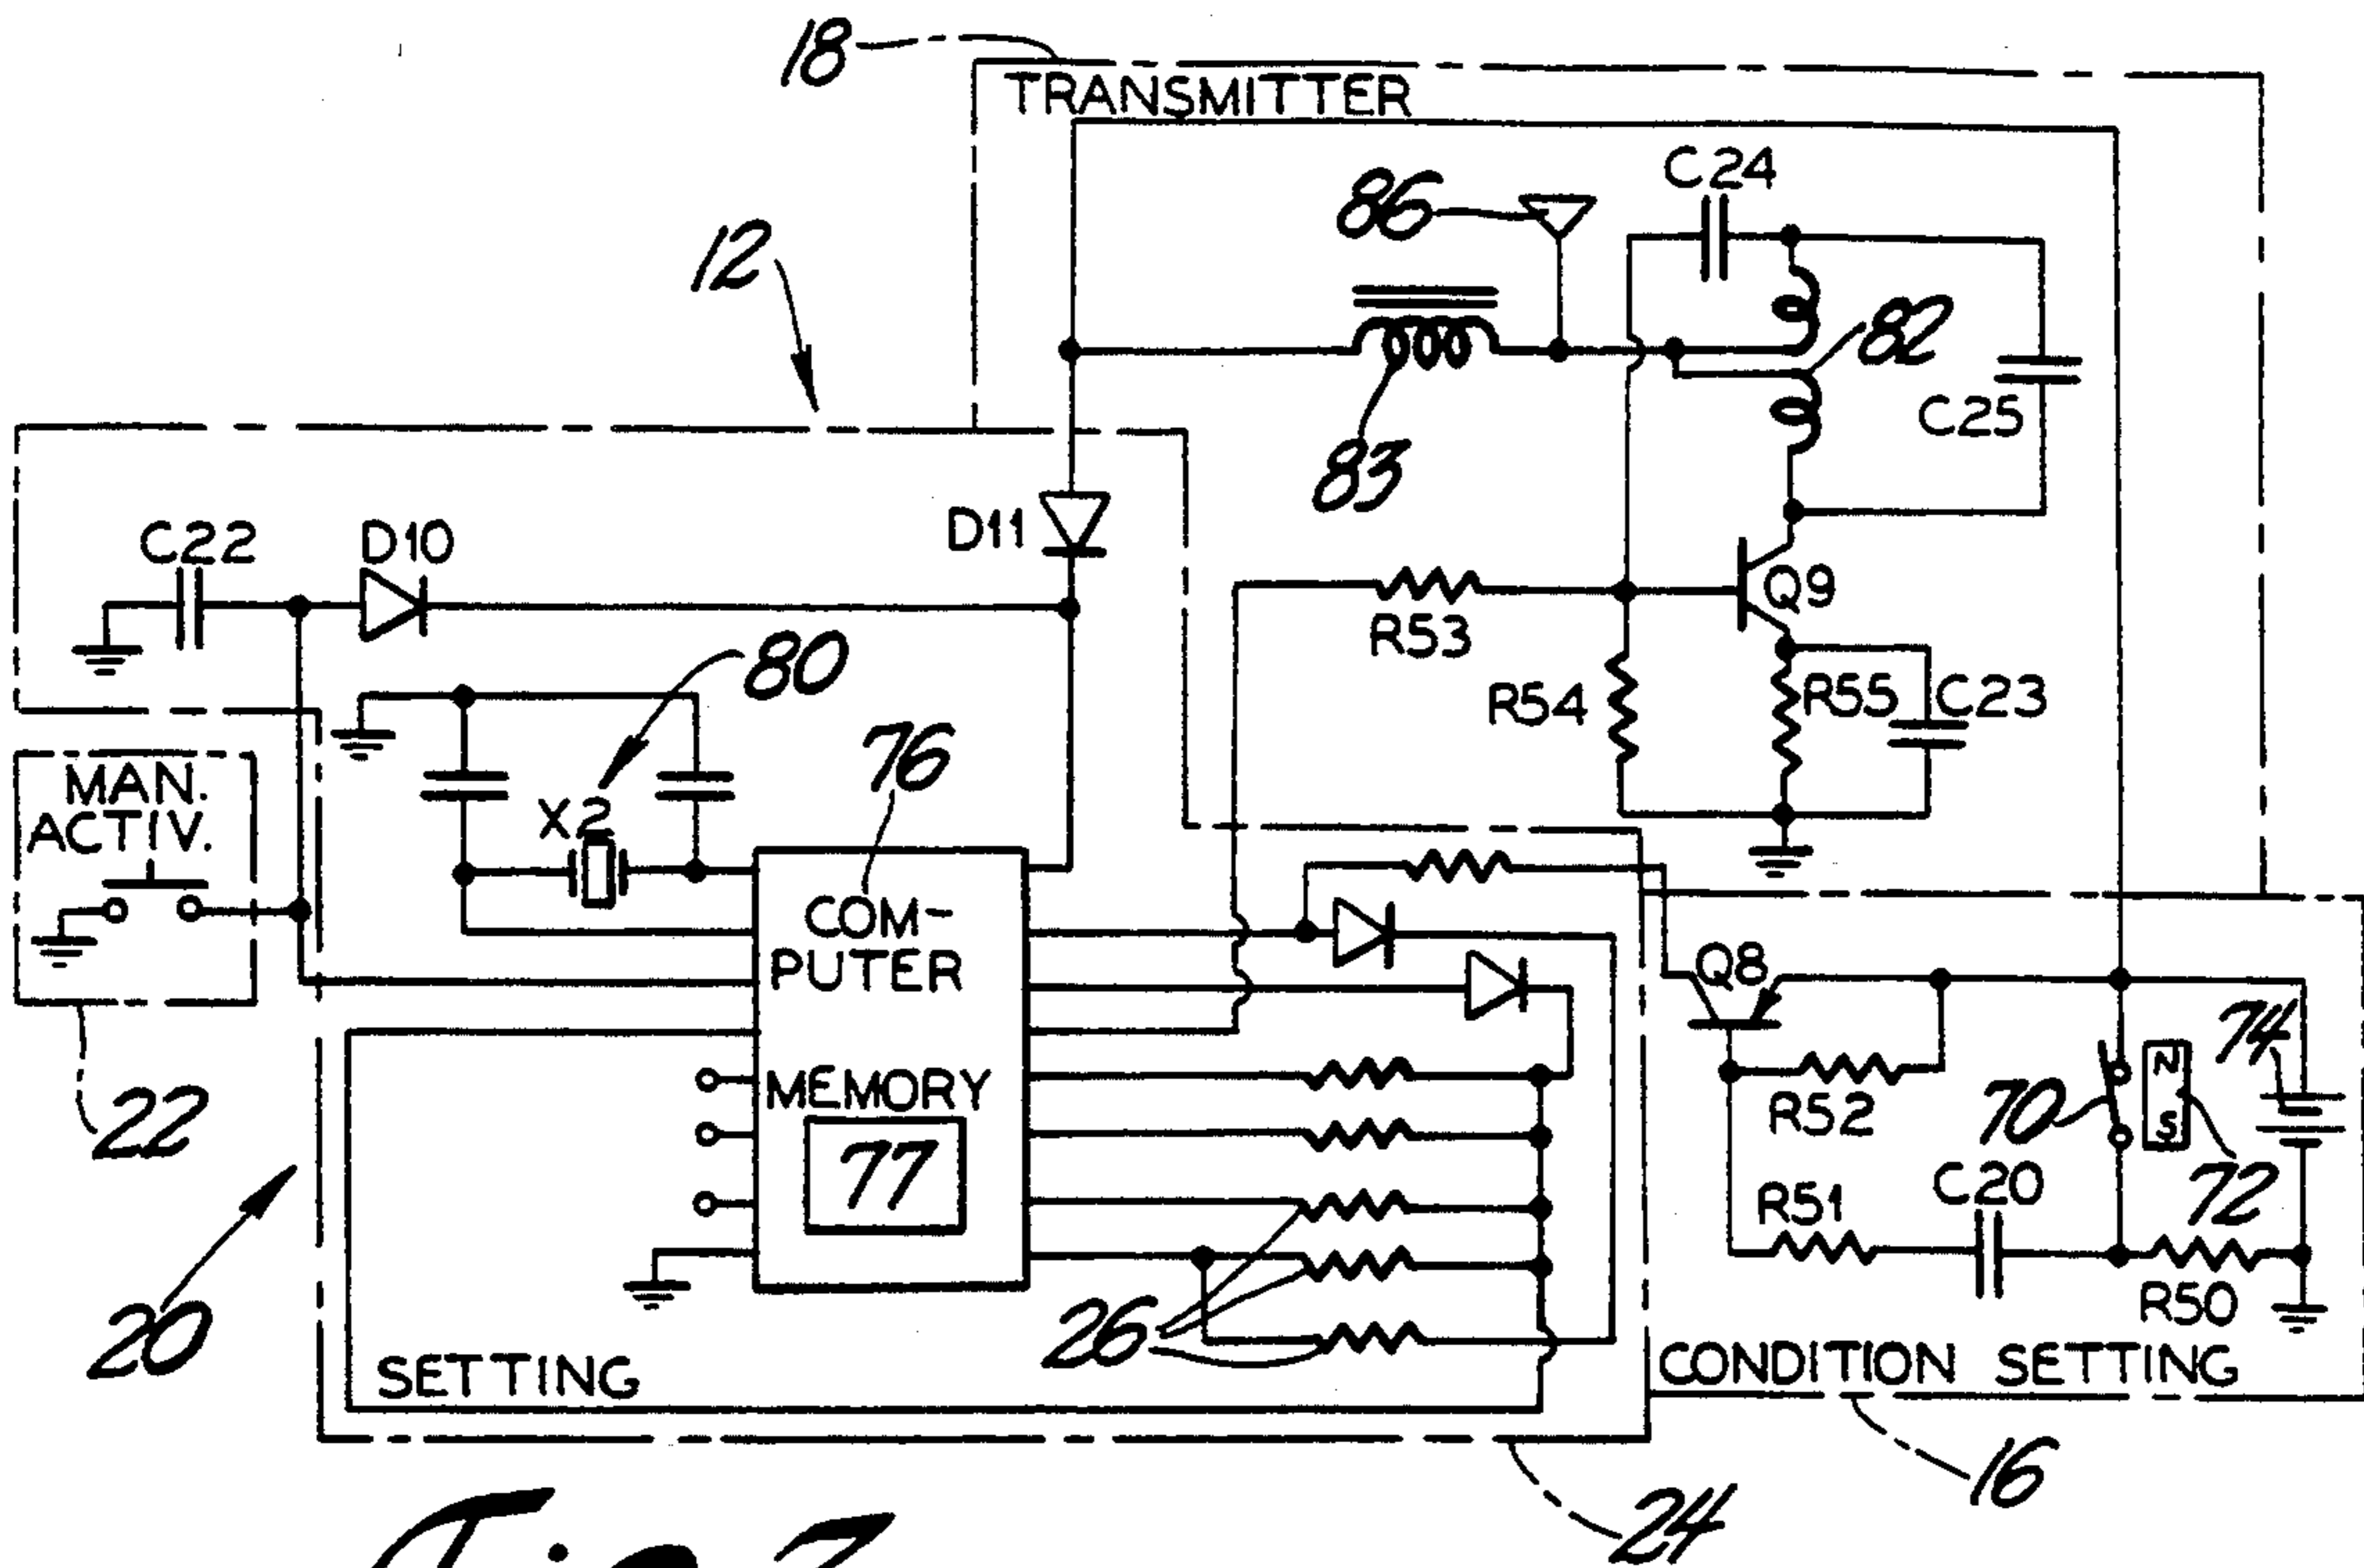 18
TRANSMITTER
C24
86
12
82
C25
83
C22
D10
D11
Q9
R53
80
R54
R55
C23
76
MAN.
ACTIV.
X2
COM-
PUTER
Q8
74
MEMORY
N
S
70
R52
22
77
72
C20
R51
R50
20
26
SETTING
CONDITION SETTING
16
24